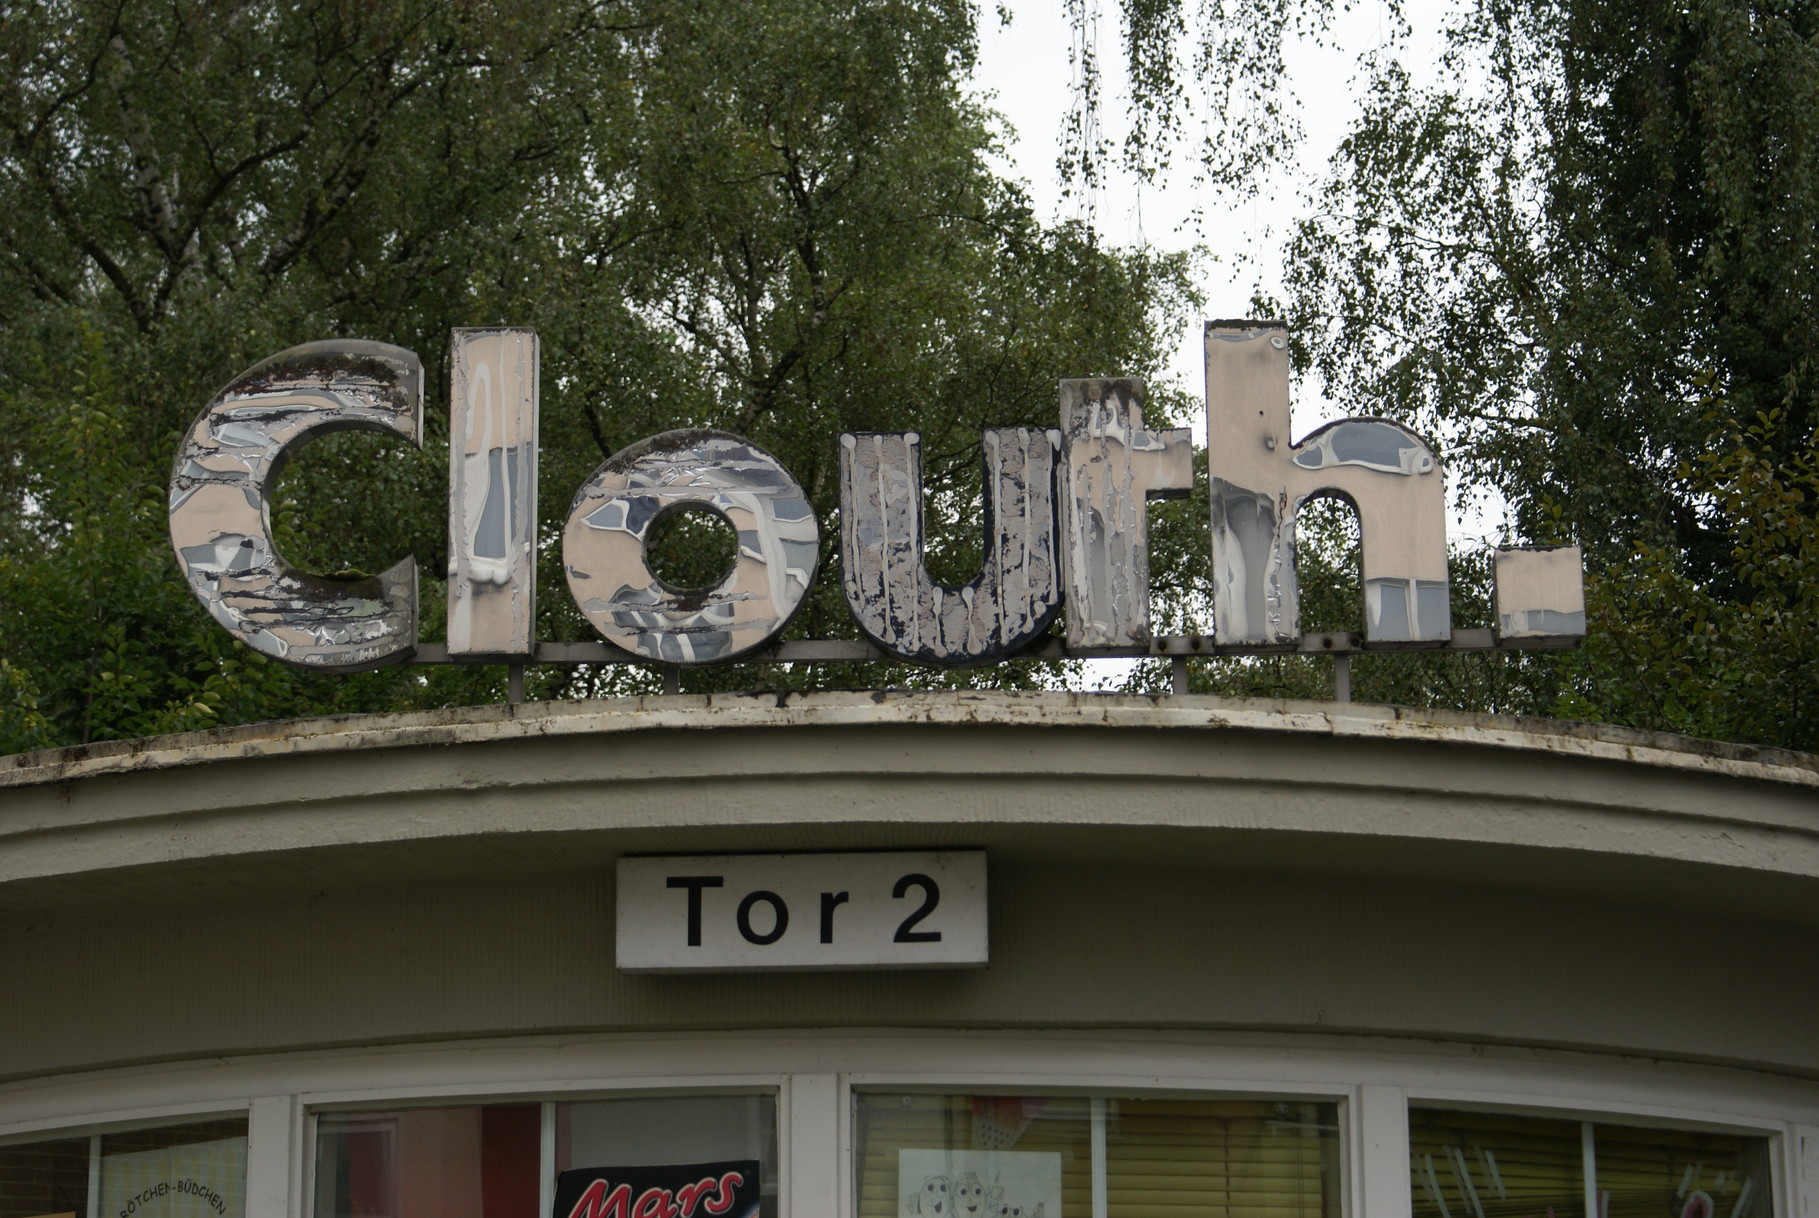 Clouth.
Tor 2
Mars
BRÖTCHEN-BÜDCHEN